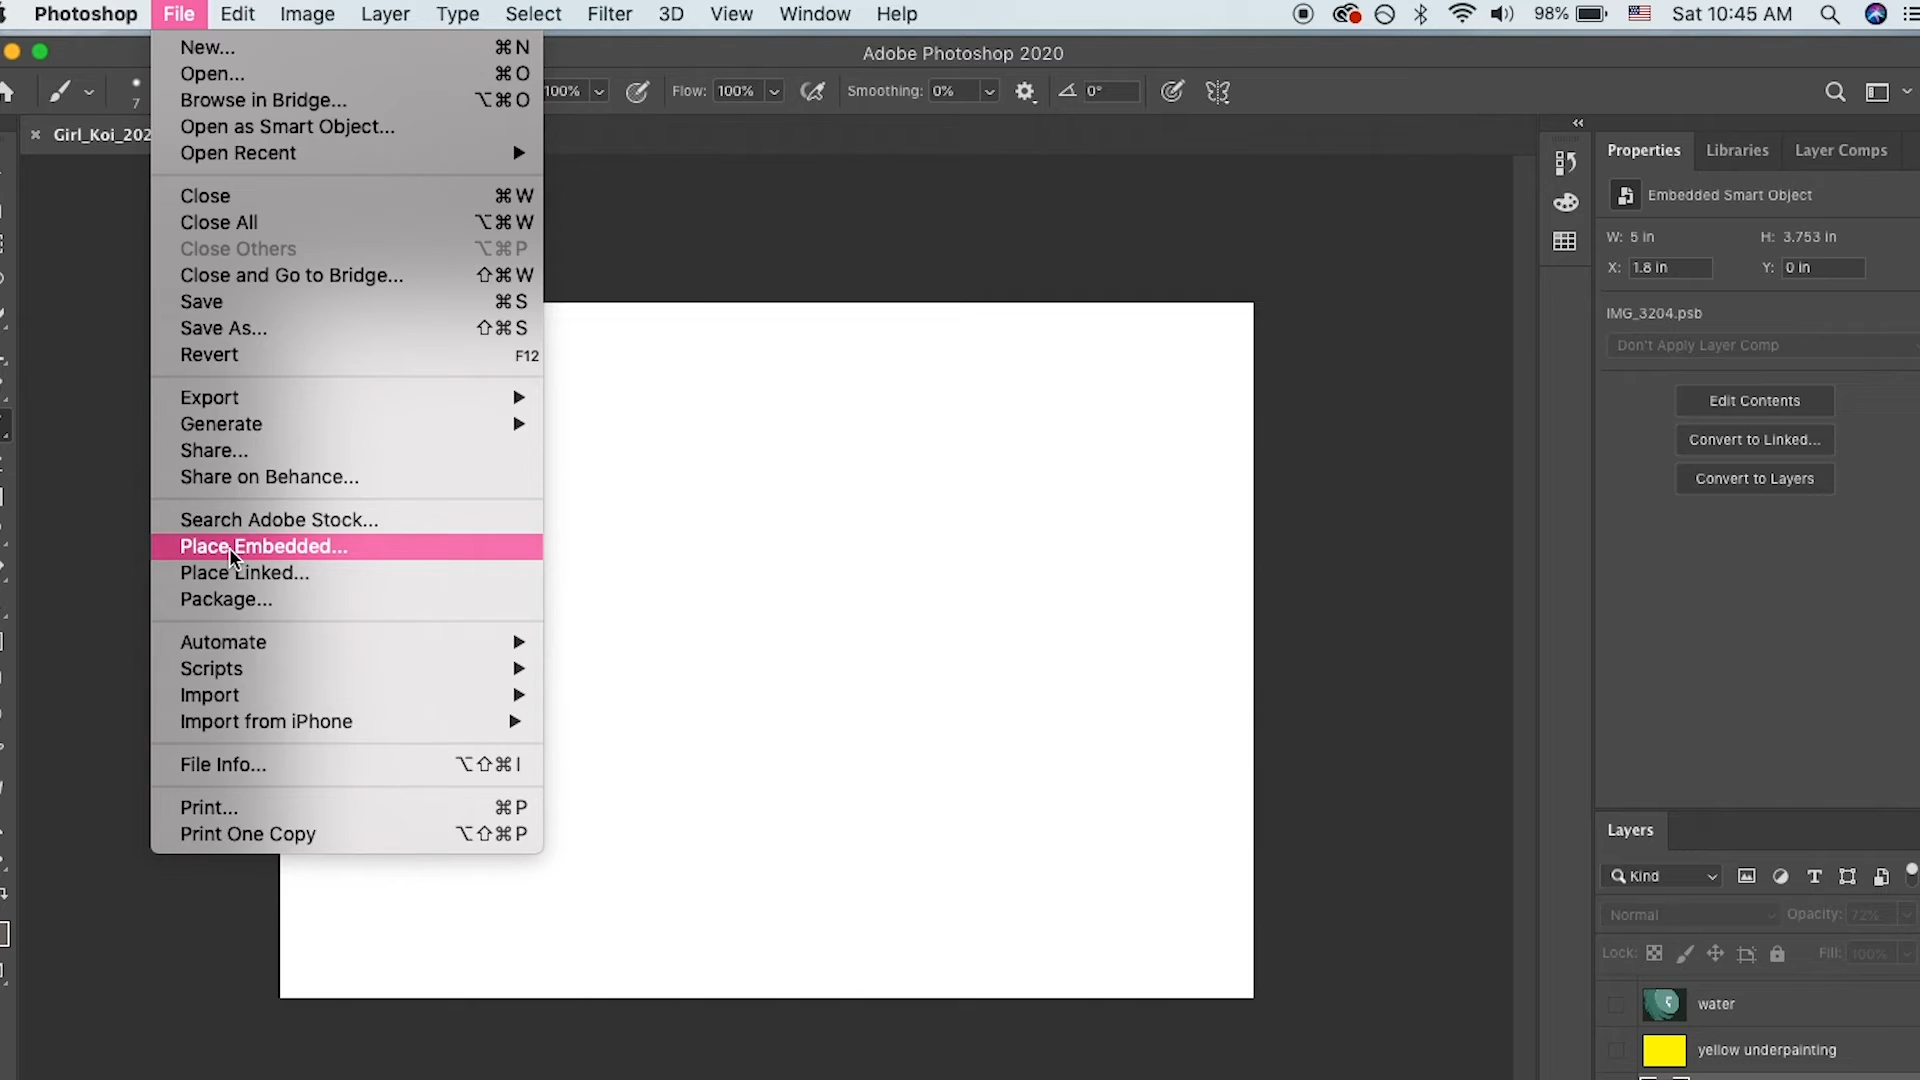 Photoshop File Edit Image Layer Type Select Filter 3D View Window Help 98% Sat 10:45 AM
Adobe Photoshop 2020
7 100% Flow: 100% Smoothing: 0% 0°
Girl_Koi_202
New... ⌘N
Open... ⌘O
Browse in Bridge... ⌥⌘O
Open as Smart Object...
Open Recent
Close ⌘W
Close All ⌥⌘W
Close Others ⌥⌘P
Close and Go to Bridge... ⇧⌘W
Save ⌘S
Save As... ⇧⌘S
Revert F12
Export
Generate
Share...
Share on Behance...
Search Adobe Stock...
Place Embedded...
Place Linked...
Package...
Automate
Scripts
Import
Import from iPhone
File Info... ⌥⇧⌘I
Print... ⌘P
Print One Copy ⌥⇧⌘P
Properties Libraries Layer Comps
Embedded Smart Object
W: 5 in H: 3.753 in
X: 1.8 in Y: 0 in
IMG_3204.psb
Don't Apply Layer Comp
Edit Contents
Convert to Linked...
Convert to Layers
Layers
Kind
Normal Opacity: 72%
Lock: Fill: 100%
water
yellow underpainting